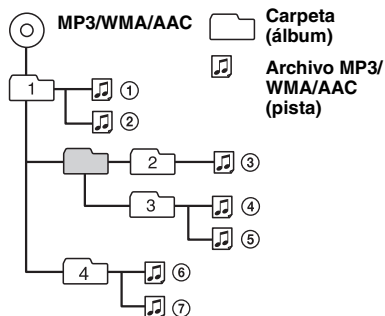 MP3/WMA/AAC
Carpeta
(álbum)
Archivo MP3/
WMA/AAC
(pista)
1
①
②
2
③
3
④
⑤
4
⑥
⑦